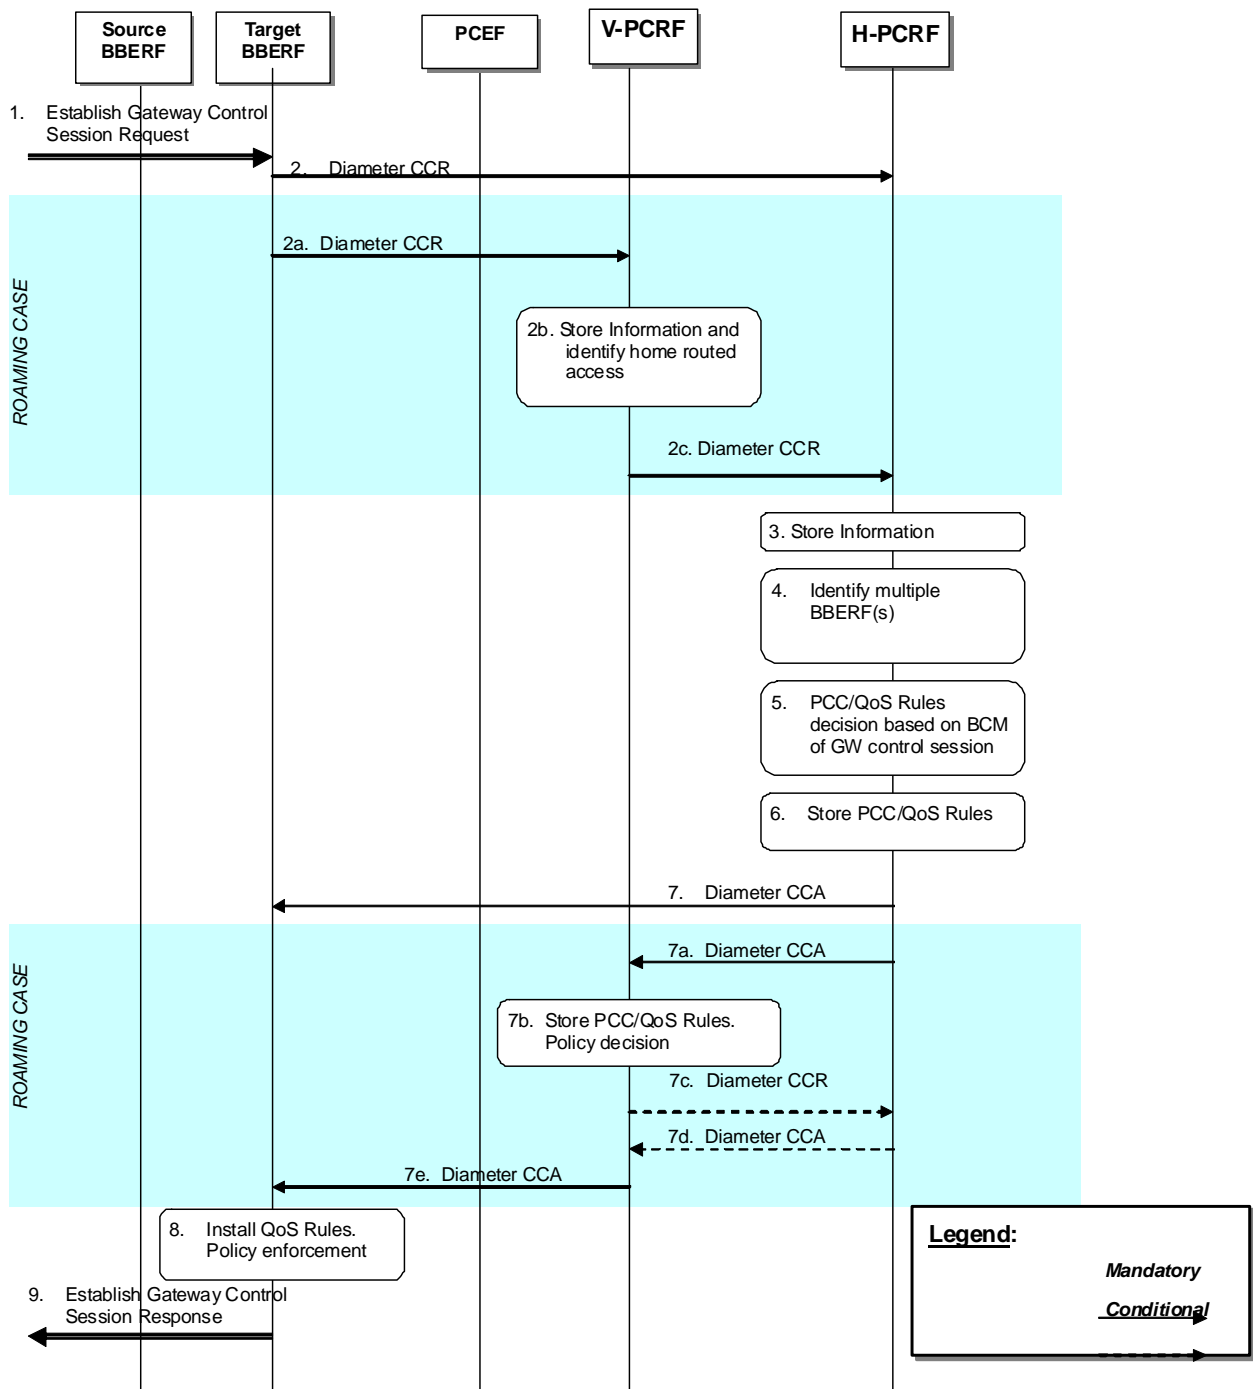 Source
BBERF
Target
BBERF
PCEF
V-PCRF
H-PCRF
1. Establish Gateway Control
Session Request
2. Diameter CCR
ROAMING CASE
2a. Diameter CCR
2b. Store Information and
identify home routed
access
2c. Diameter CCR
3. Store Information
4. Identify multiple
BBERF(s)
5. PCC/QoS Rules
decision based on BCM
of GW control session
6. Store PCC/QoS Rules
7. Diameter CCA
ROAMING CASE
7a. Diameter CCA
7b. Store PCC/QoS Rules.
Policy decision
7c. Diameter CCR
7d. Diameter CCA
7e. Diameter CCA
8. Install QoS Rules.
Policy enforcement
9. Establish Gateway Control
Session Response
Legend:
Mandatory
Conditional